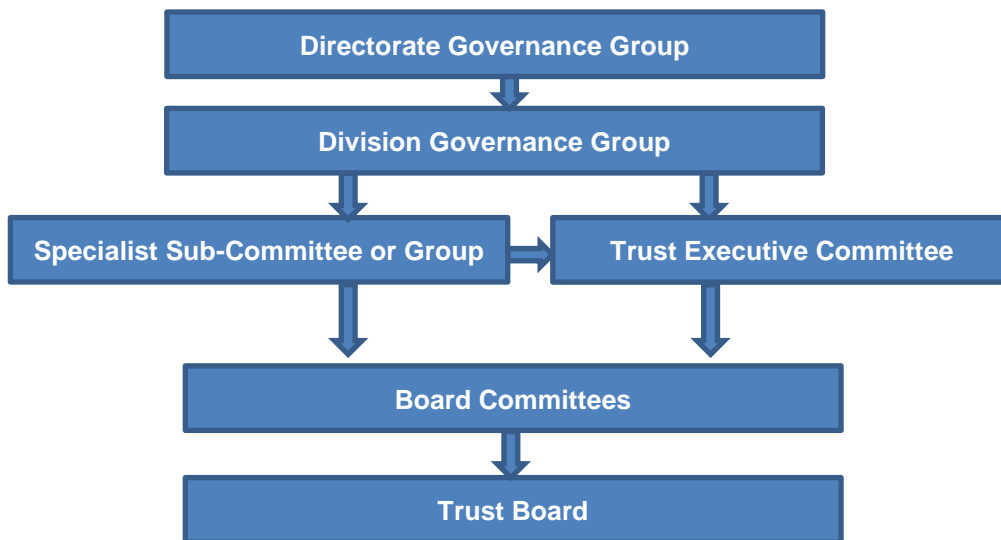 Directorate Governance Group
Division Governance Group
Specialist Sub-Committee or Group
Trust Executive Committee
Board Committees
Trust Board